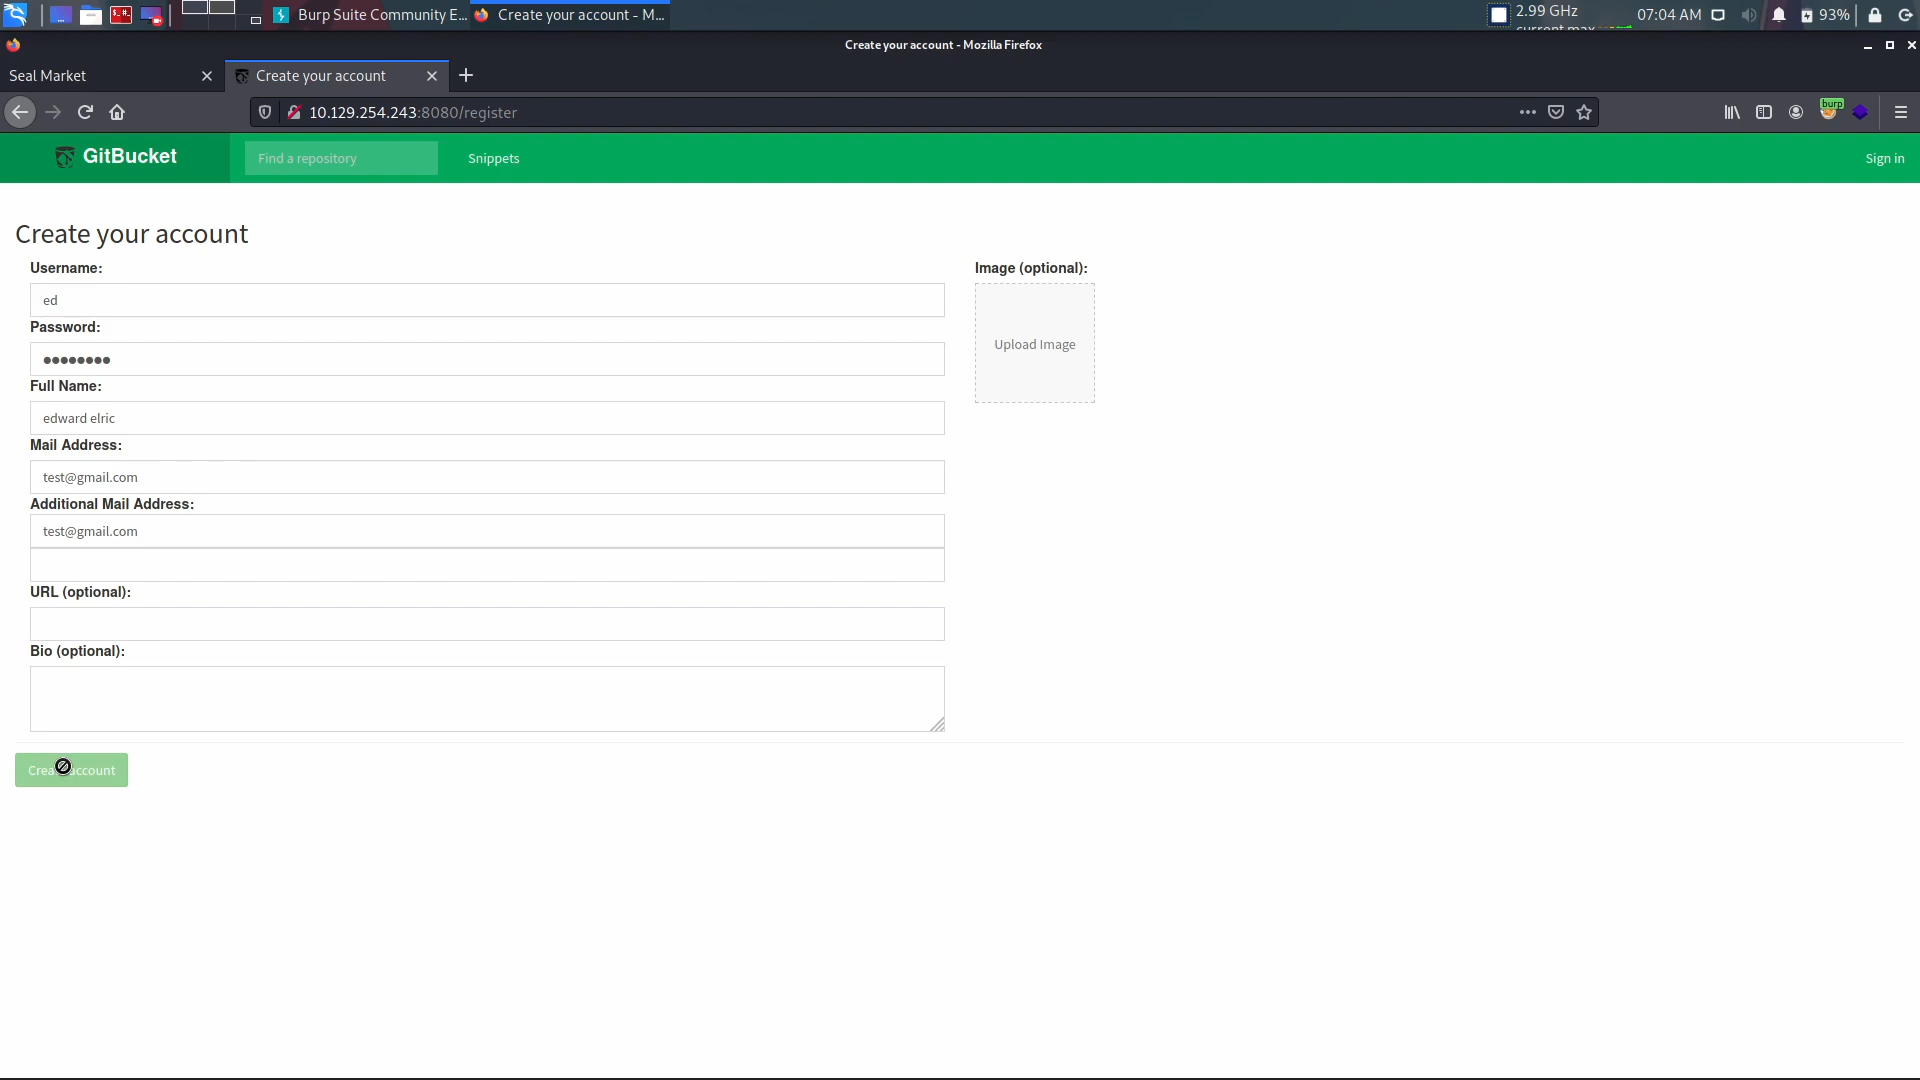 Burp Suite Community E...
Create your account - M...
2.99 GHz
current max
07:04 AM
93%
Create your account - Mozilla Firefox
Seal Market
Create your account
10.129.254.243:8080/register
burp
GitBucket
Find a repository
Snippets
Sign in
Create your account
Username:
ed
Password:
Full Name:
edward elric
Mail Address:
test@gmail.com
Additional Mail Address:
test@gmail.com
URL (optional):
Bio (optional):
Image (optional):
Upload Image
Create account